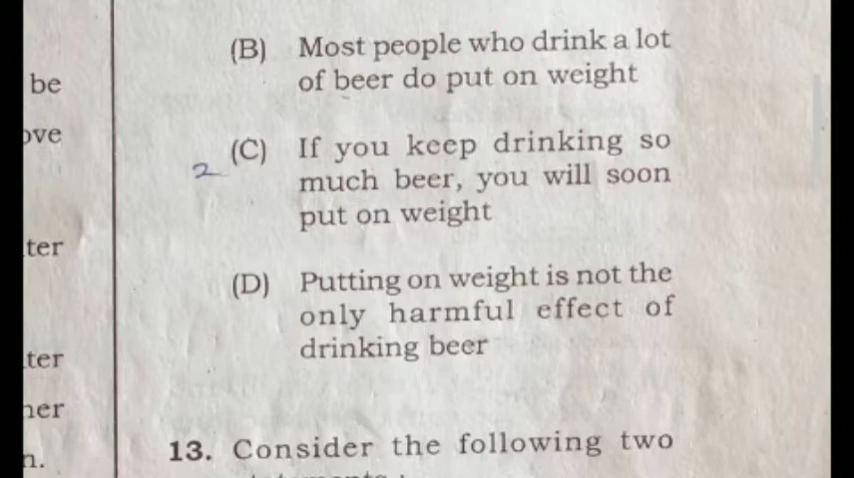 be
ove
ter
ter
her
n.
(B) Most people who drink a lot
of beer do put on weight
2 (C) If you keep drinking so
much beer, you will soon
put on weight
(D) Putting on weight is not the
only harmful effect of
drinking beer
13. Consider the following two